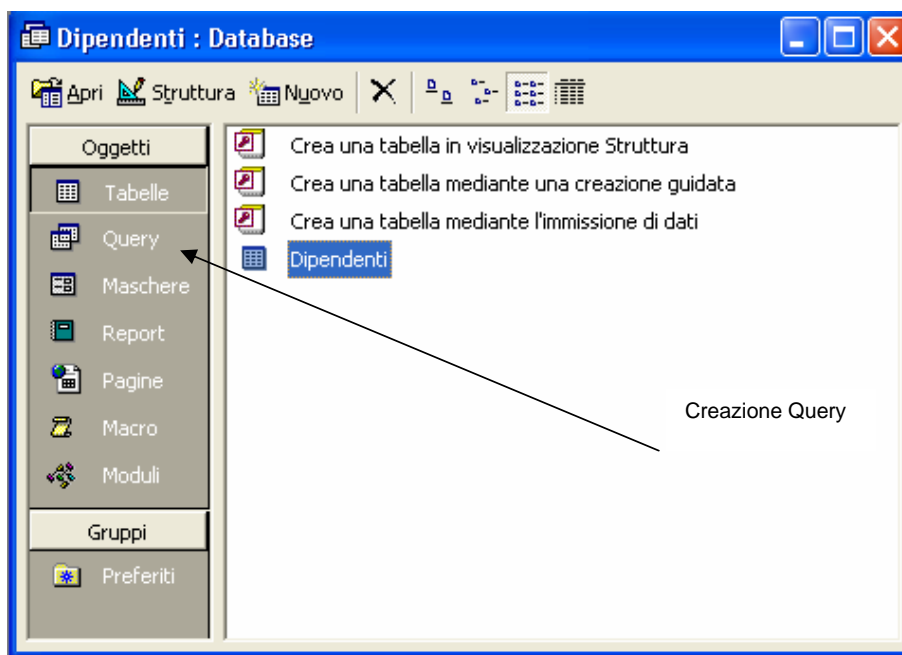 Dipendenti : Database
Apri Struttura Nuovo
Oggetti
Tabelle
Query
Maschere
Report
Pagine
Macro
Moduli
Gruppi
Preferiti
Crea una tabella in visualizzazione Struttura
Crea una tabella mediante una creazione guidata
Crea una tabella mediante l'immissione di dati
Dipendenti
Creazione Query